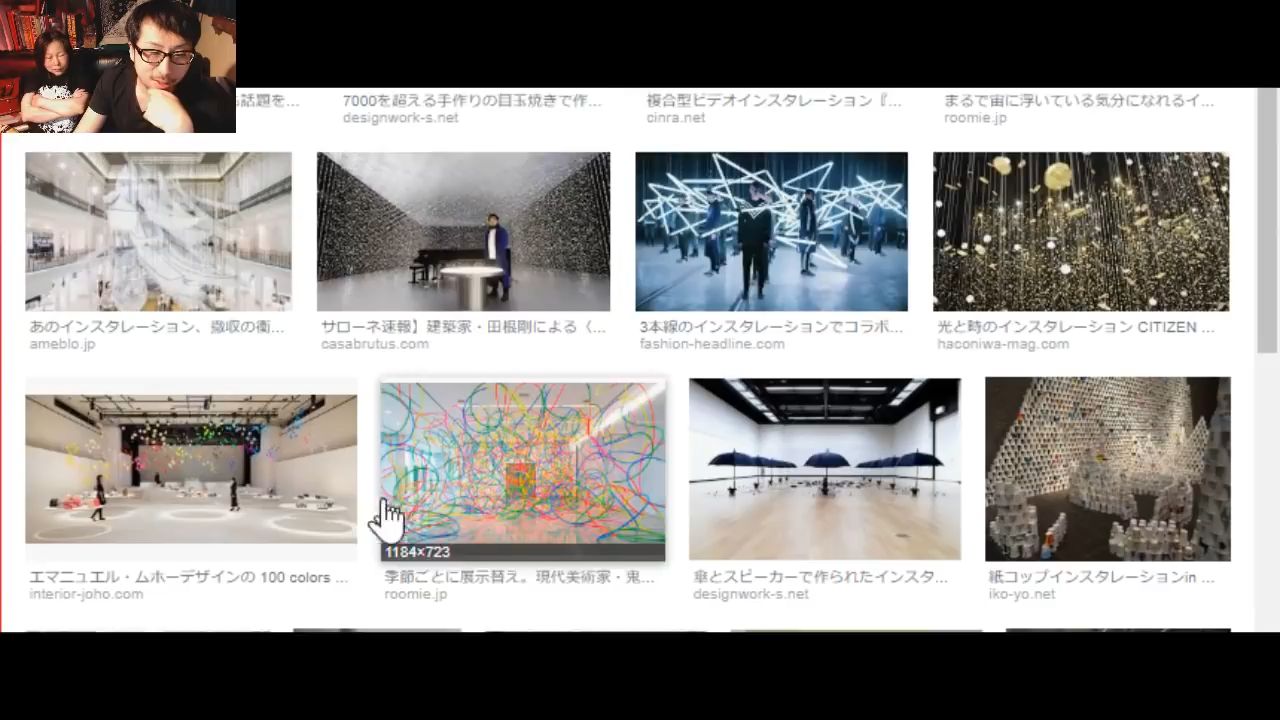 話題を...
7000を超える手作りの目玉焼きで作...
designwork-s.net
複合型ビデオインスタレーション『...
cinra.net
まるで宙に浮いている気分になれるイ...
roomie.jp
あのインスタレーション、撤収の衝...
ameblo.jp
サローネ速報】建築家・田根剛による〈...
casabrutus.com
3本線のインスタレーションでコラボ...
fashion-headline.com
光と時のインスタレーション CITIZEN ...
haconiwa-mag.com
1184×723
エマニュエル・ムホーデザインの 100 colors ...
interior-joho.com
季節ごとに展示替え。現代美術家・鬼...
roomie.jp
傘とスピーカーで作られたインスタ...
designwork-s.net
紙コップインスタレーションin ...
iko-yo.net